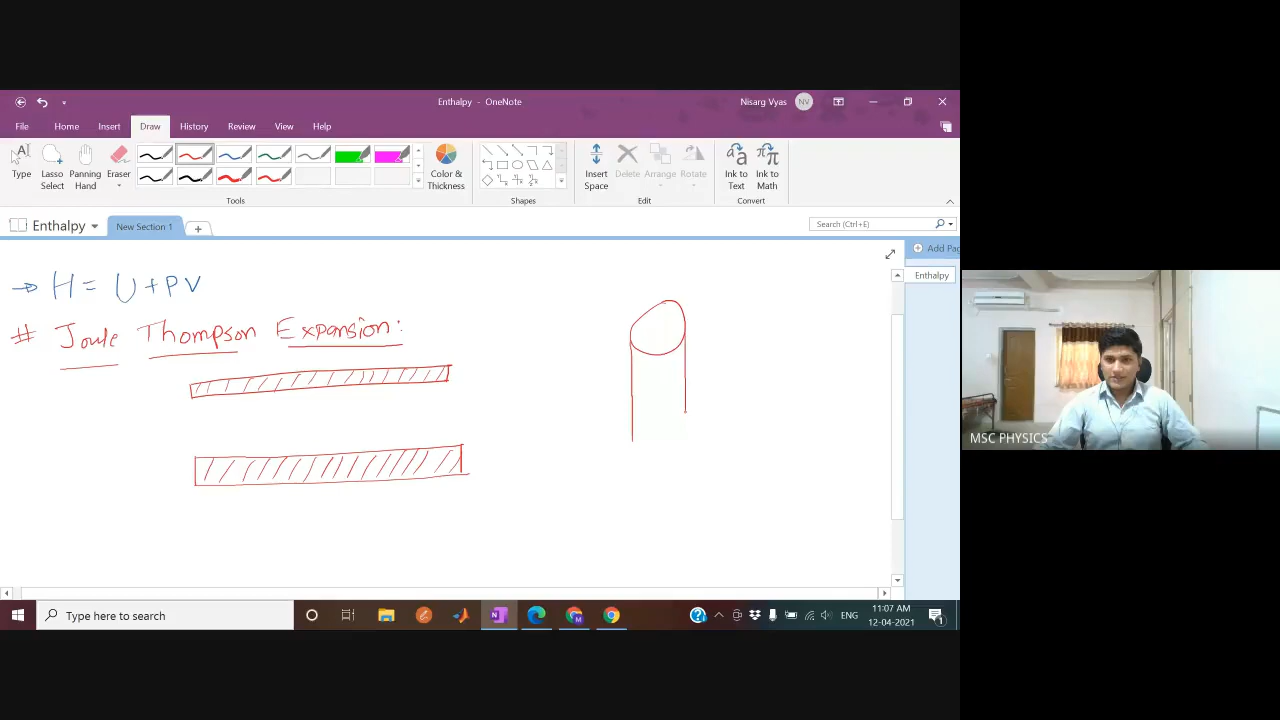 Enthalpy - OneNote
Nisarg Vyas NV
File Home Insert Draw History Review View Help
Type Lasso Select Panning Hand Eraser Color & Thickness Insert Space Delete Arrange Rotate Ink to Text Ink to Math
Tools Shapes Edit Convert
Enthalpy New Section 1 + Search (Ctrl+E)
Add Pag
Enthalpy
→ H = U + PV
# Joule Thompson Expansion:
MSC PHYSICS
Type here to search
ENG
11:07 AM
12-04-2021